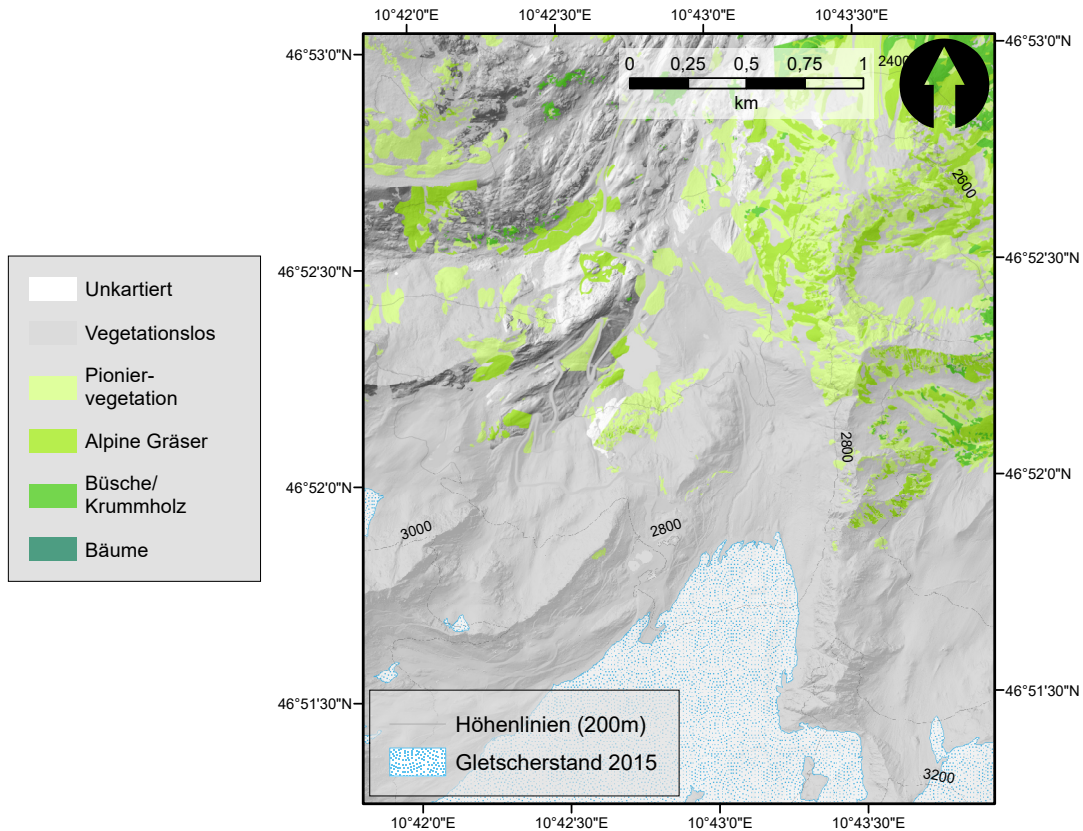 10°42'0"E
10°42'30"E
10°43'0"E
10°43'30"E
46°53'0"N
46°53'0"N
0
0,25
0,5
0,75
1
km
2400
2600
46°52'30"N
46°52'30"N
Unkartiert
Vegetationslos
Pionier-
vegetation
Alpine Gräser
Büsche/
Krummholz
Bäume
2800
46°52'0"N
46°52'0"N
3000
2800
46°51'30"N
46°51'30"N
Höhenlinien (200m)
Gletscherstand 2015
3200
10°42'0"E
10°42'30"E
10°43'0"E
10°43'30"E